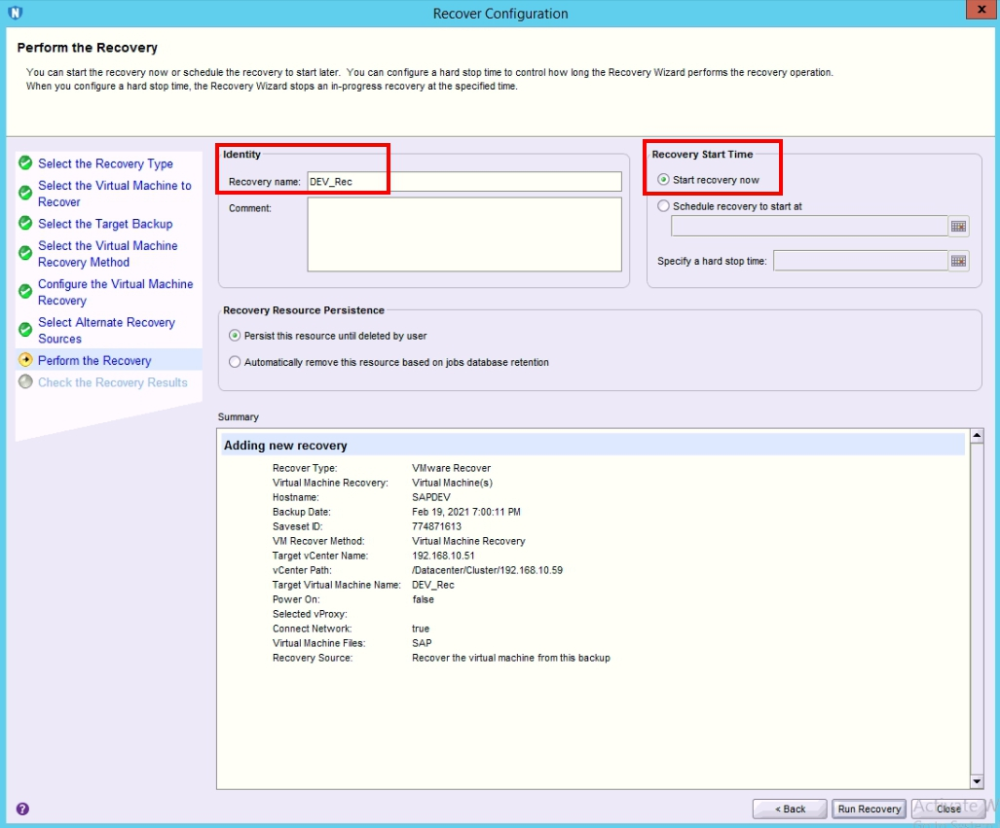 Recover Configuration
x
Perform the Recovery
You can start the recovery now or schedule the recovery to start later. You can configure a hard stop time to control how long the Recovery Wizard performs the recovery operation.
When you configure a hard stop time, the Recovery Wizard stops an in-progress recovery at the specified time.
Select the Recovery Type
Select the Virtual Machine to
Recover
Select the Target Backup
Select the Virtual Machine
Recovery Method
Configure the Virtual Machine
Recovery
Select Alternate Recovery
Sources
Perform the Recovery
Check the Recovery Results
Identity
Recovery name: DEV_Rec
Comment:
Recovery Start Time
Start recovery now
Schedule recovery to start at
Specify a hard stop time:
Recovery Resource Persistence
Persist this resource until deleted by user
Automatically remove this resource based on jobs database retention
Summary
Adding new recovery
Recover Type: VMware Recover
Virtual Machine Recovery: Virtual Machine(s)
Hostname: SAPDEV
Backup Date: Feb 19, 2021 7:00:11 PM
Saveset ID: 774871613
VM Recover Method: Virtual Machine Recovery
Target vCenter Name: 192.168.10.51
vCenter Path: /Datacenter/Cluster/192.168.10.59
Target Virtual Machine Name: DEV_Rec
Power On: false
Selected vProxy:
Connect Network: true
Virtual Machine Files: SAP
Recovery Source: Recover the virtual machine from this backup
?
< Back Run Recovery Close
Activate W